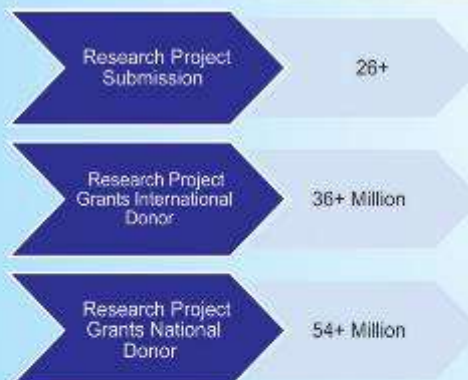 Research Project
Submission
26+
Research Project
Grants International
Donor
36+ Million
Research Project
Grants National
Donor
54+ Million